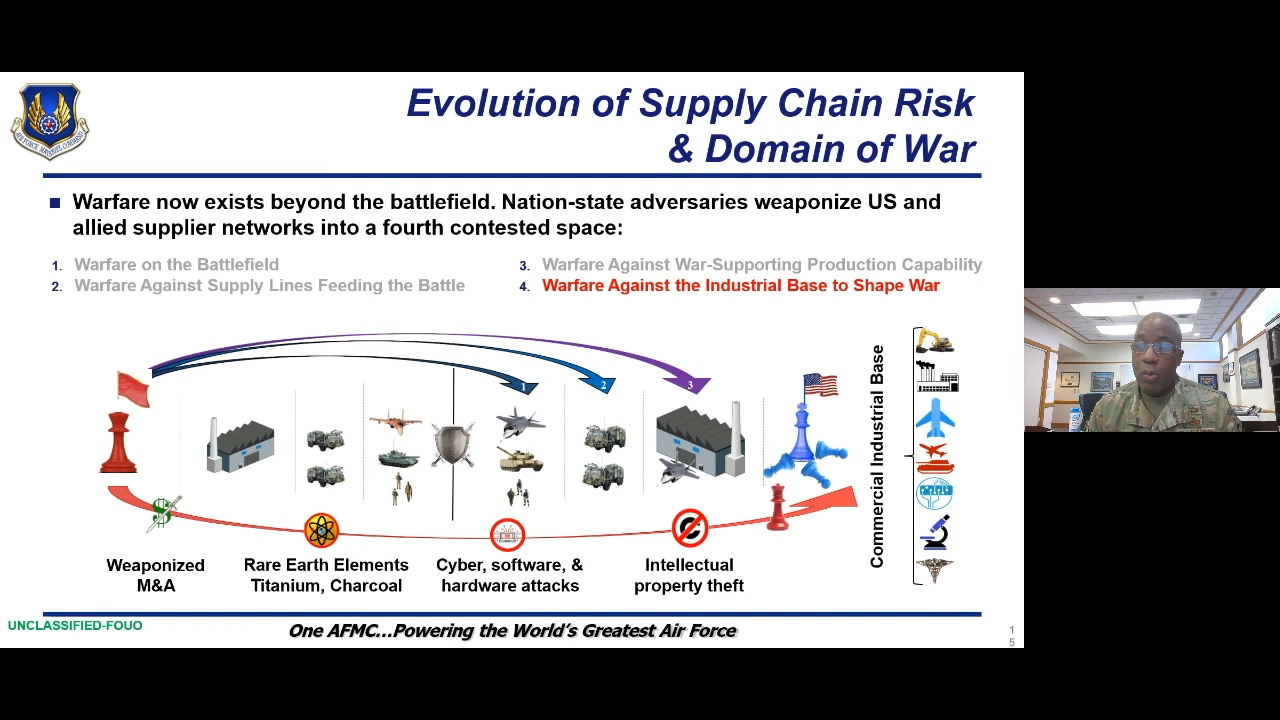 Evolution of Supply Chain Risk
& Domain of War
AIR FORCE MATERIEL COMMAND
■ Warfare now exists beyond the battlefield. Nation-state adversaries weaponize US and
allied supplier networks into a fourth contested space:
1. Warfare on the Battlefield
2. Warfare Against Supply Lines Feeding the Battle
3. Warfare Against War-Supporting Production Capability
4. Warfare Against the Industrial Base to Shape War
1
2
3
$
C
Commercial Industrial Base
Weaponized
M&A
Rare Earth Elements
Titanium, Charcoal
Cyber, software, &
hardware attacks
Intellectual
property theft
UNCLASSIFIED-FOUO
One AFMC...Powering the World's Greatest Air Force
1
5